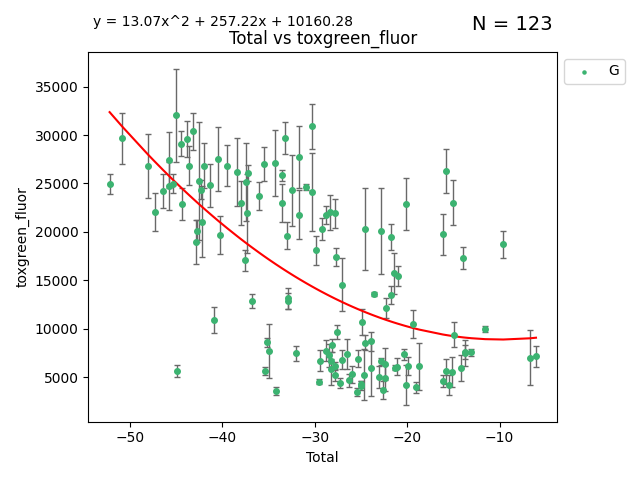 y = 13.07x^2 + 257.22x + 10160.28
N = 123
Total vs toxgreen_fluor
G
35000
30000
25000
20000
15000
10000
5000
toxgreen_fluor
−50
−40
−30
−20
−10
Total